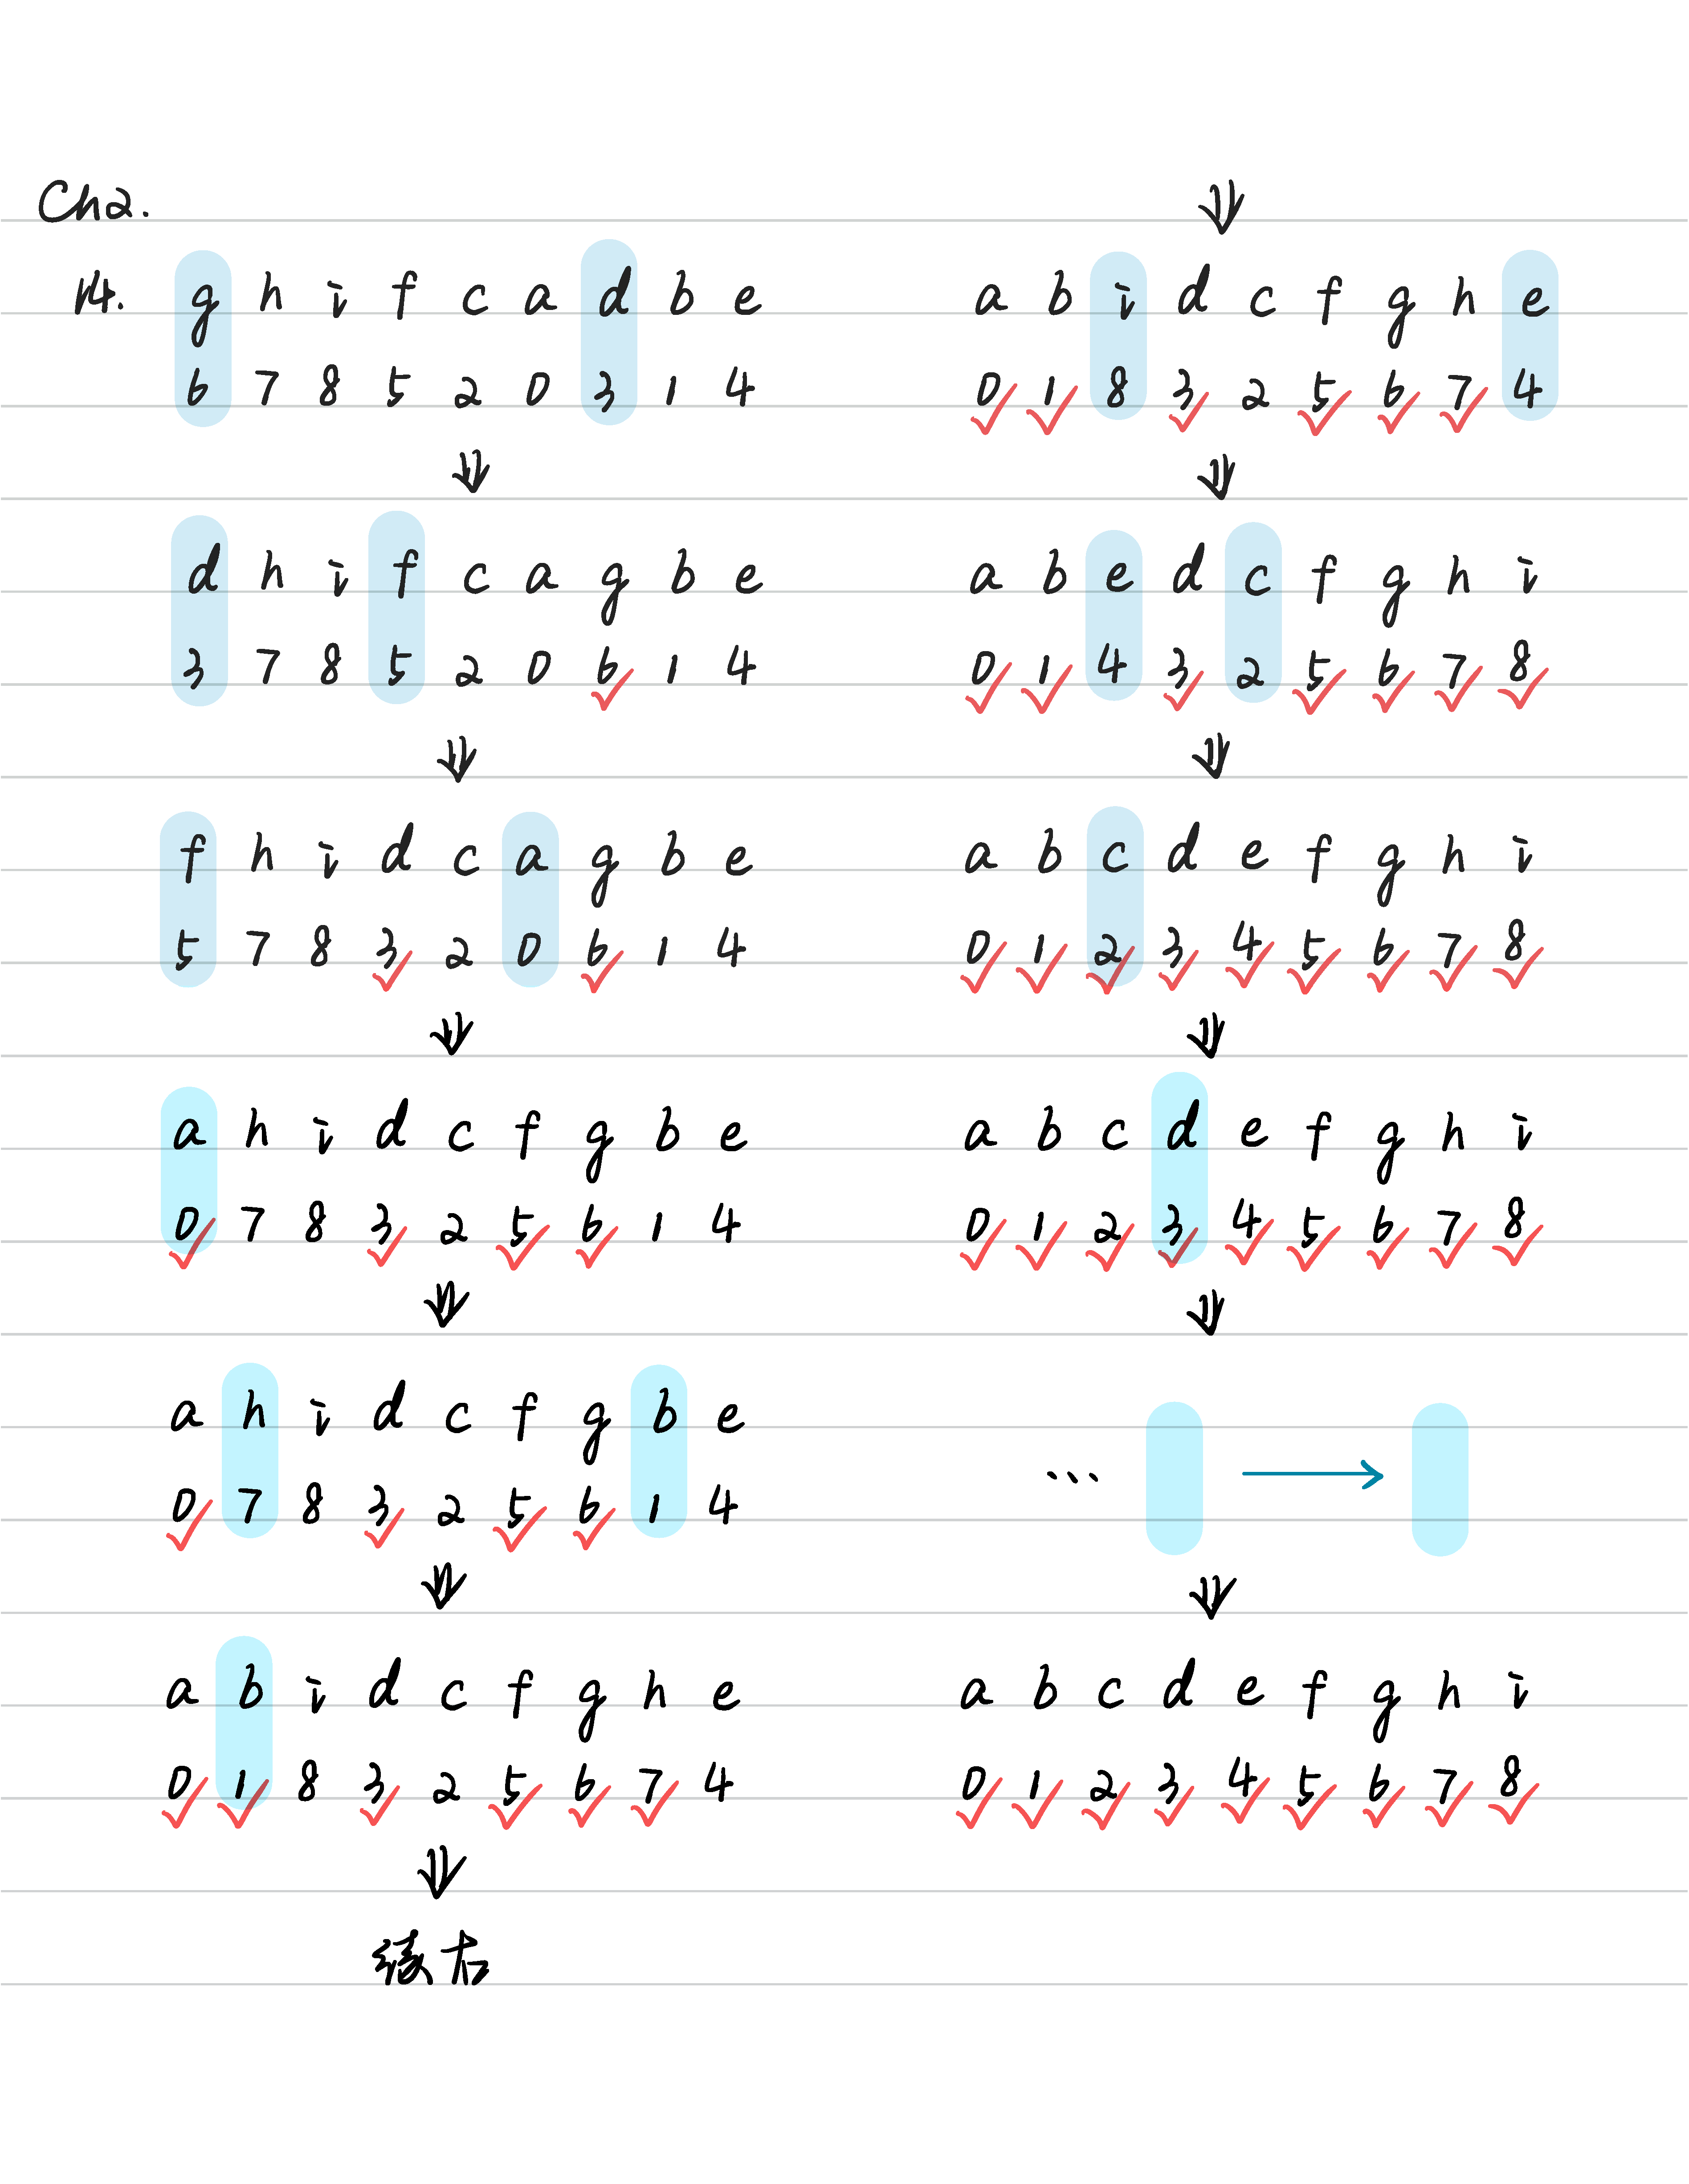 Ch2.
14. g h i f c a d b e
6 7 8 5 2 0 3 1 4
⇓
d h i f c a g b e
3 7 8 5 2 0 6✓ 1 4
⇓
f h i d c a g b e
5 7 8 3✓ 2 0 6✓ 1 4
⇓
a h i d c f g b e
0✓ 7 8 3✓ 2 5✓ 6✓ 1 4
⇓
a h i d c f g b e
0✓ 7 8 3✓ 2 5✓ 6✓ 1 4
⇓
a b i d c f g h e
0✓ 1✓ 8 3✓ 2 5✓ 6✓ 7✓ 4
⇓
續右
⇓
a b i d c f g h e
0✓ 1✓ 8 3✓ 2 5✓ 6✓ 7✓ 4
⇓
a b e d c f g h i
0✓ 1✓ 4 3✓ 2 5✓ 6✓ 7✓ 8✓
⇓
a b c d e f g h i
0✓ 1✓ 2✓ 3✓ 4✓ 5✓ 6✓ 7✓ 8✓
⇓
a b c d e f g h i
0✓ 1✓ 2✓ 3✓ 4✓ 5✓ 6✓ 7✓ 8✓
⇓
... →
⇓
a b c d e f g h i
0✓ 1✓ 2✓ 3✓ 4✓ 5✓ 6✓ 7✓ 8✓